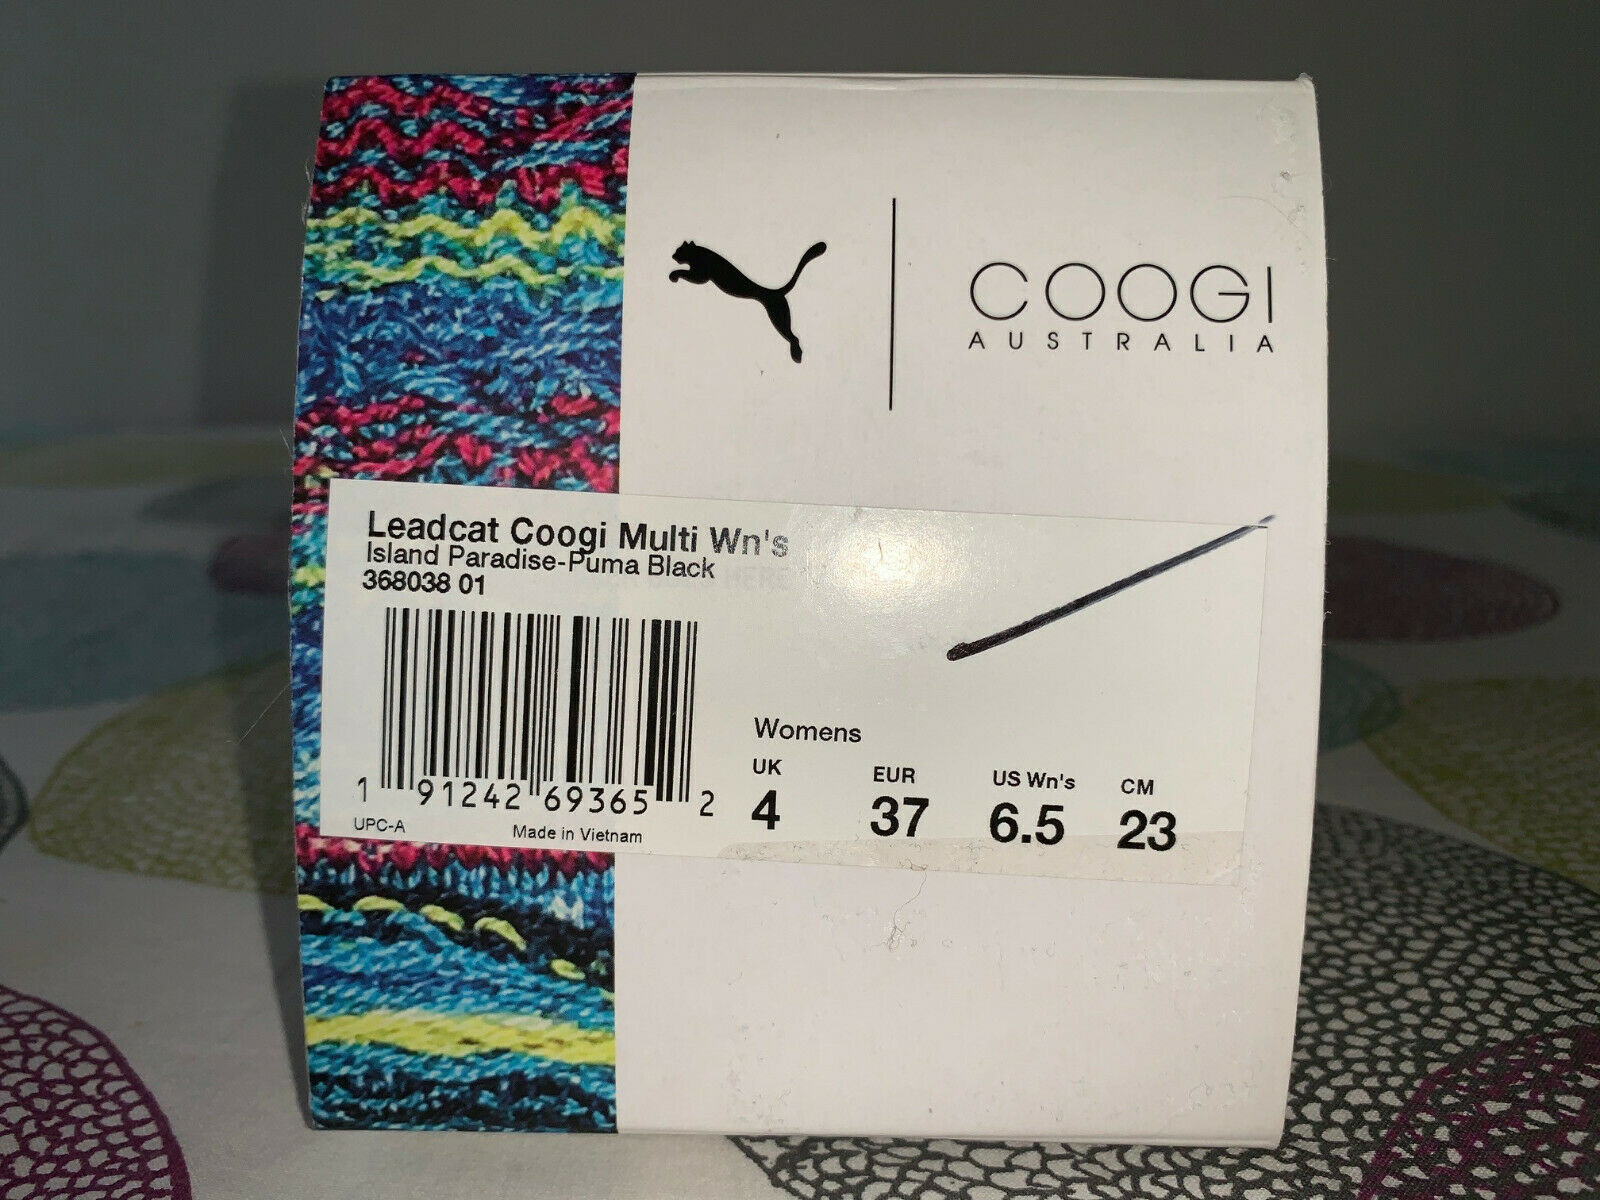 COOGI
AUSTRALIA
Leadcat Coogi Multi Wn's
Island Paradise-Puma Black
368038 01
1 91242 69365 2
UPC-A
Made in Vietnam
Womens
UK EUR US Wn's CM
4 37 6.5 23